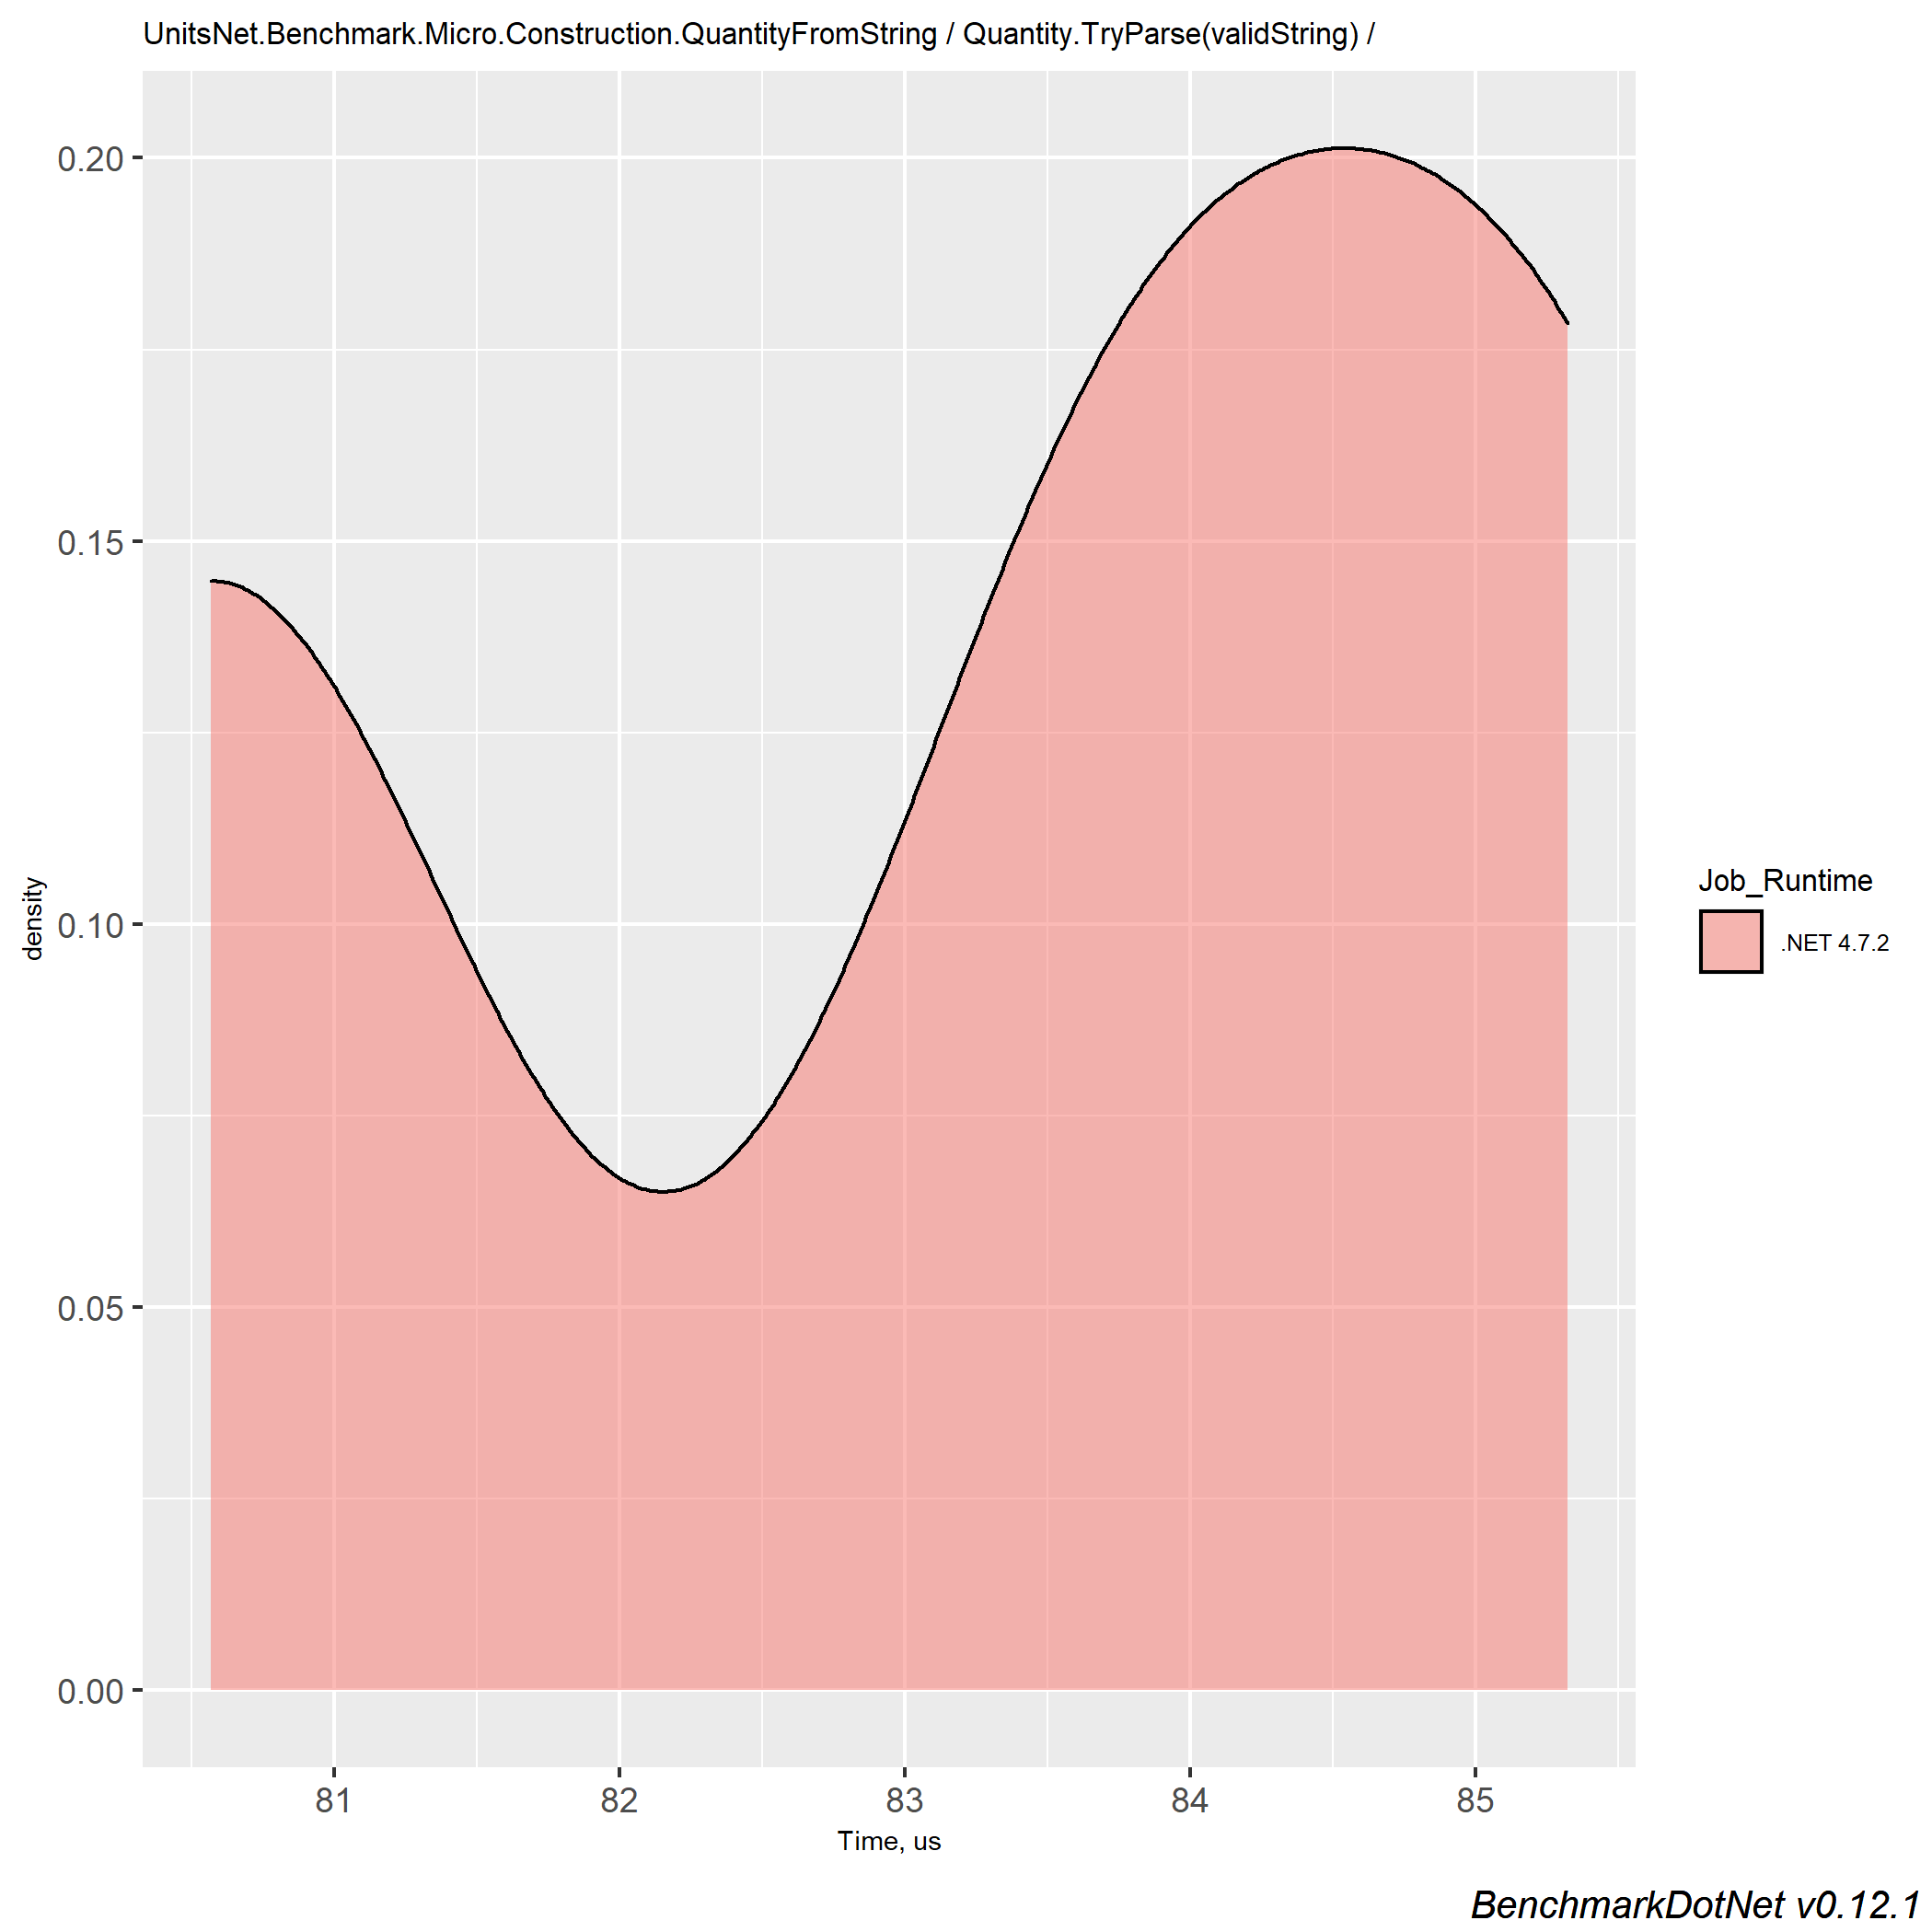 UnitsNet.Benchmark.Micro.Construction.QuantityFromString / Quantity.TryParse(validString) /
0.20
0.15
0.10
0.05
0.00
density
81 82 83 84 85
Time, us
Job_Runtime
.NET 4.7.2
BenchmarkDotNet v0.12.1